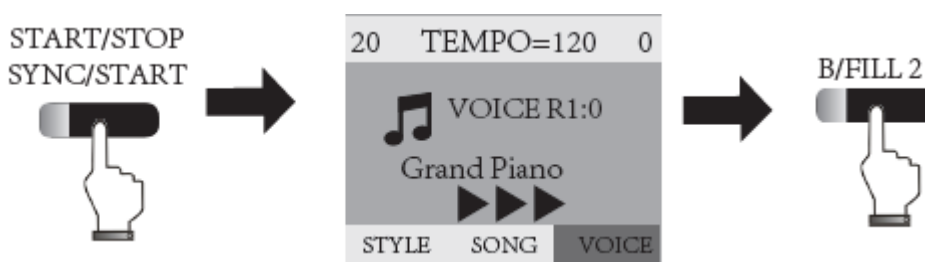 START/STOP
SYNC/START
20 TEMPO=120 0
VOICE R1:0
Grand Piano
STYLE SONG VOICE
B/FILL 2